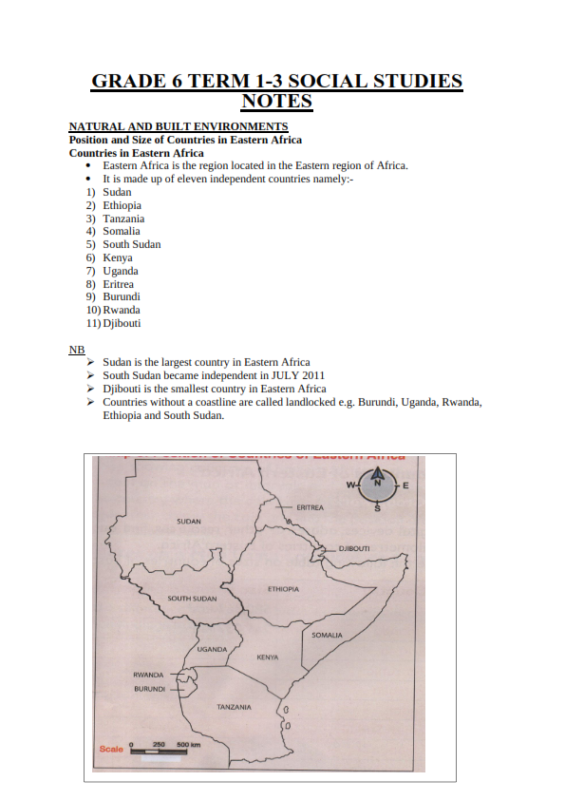 GRADE 6 TERM 1-3 SOCIAL STUDIES
NOTES
NATURAL AND BUILT ENVIRONMENTS
Position and Size of Countries in Eastern Africa
Countries in Eastern Africa
• Eastern Africa is the region located in the Eastern region of Africa.
• It is made up of eleven independent countries namely:-
1) Sudan
2) Ethiopia
3) Tanzania
4) Somalia
5) South Sudan
6) Kenya
7) Uganda
8) Eritrea
9) Burundi
10) Rwanda
11) Djibouti
NB
➢ Sudan is the largest country in Eastern Africa
➢ South Sudan became independent in JULY 2011
➢ Djibouti is the smallest country in Eastern Africa
➢ Countries without a coastline are called landlocked e.g. Burundi, Uganda, Rwanda,
Ethiopia and South Sudan.
Position of Countries of Eastern Africa
W N E
S
ERITREA
SUDAN
DJIBOUTI
ETHIOPIA
SOUTH SUDAN
SOMALIA
UGANDA
KENYA
RWANDA
BURUNDI
TANZANIA
Scale 0 250 500 km